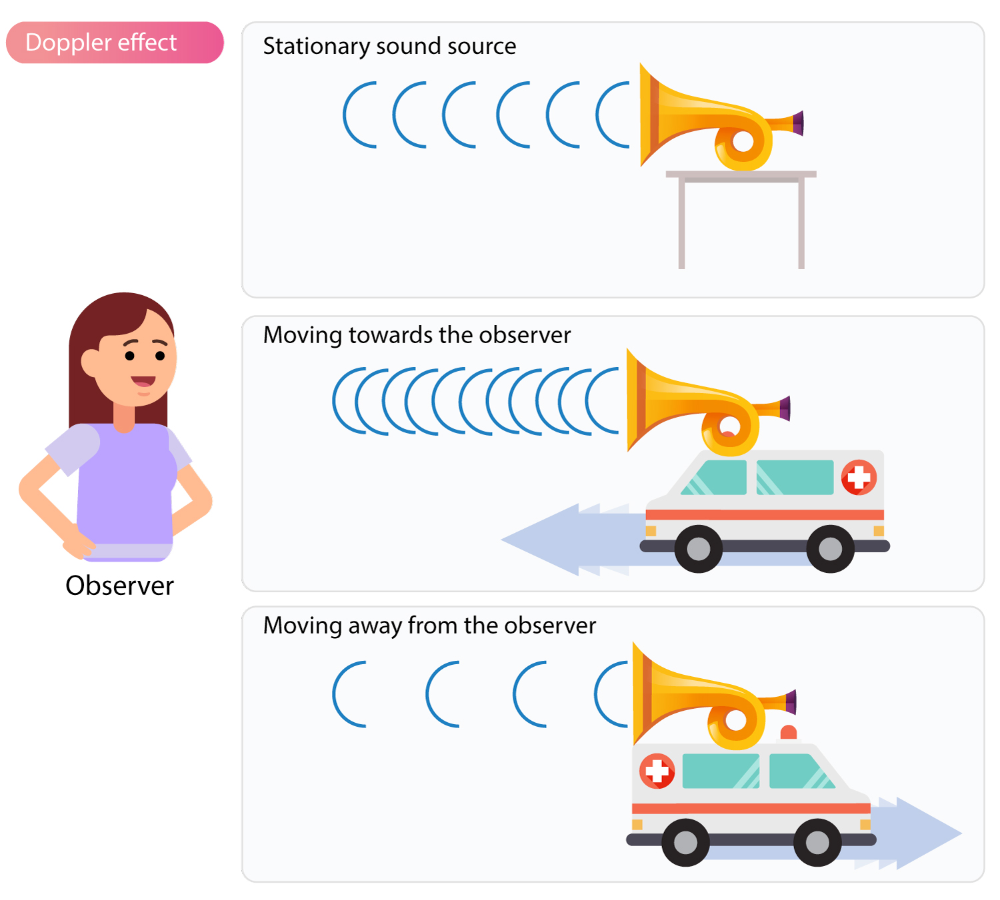 Doppler effect
Stationary sound source
Moving towards the observer
Observer
Moving away from the observer